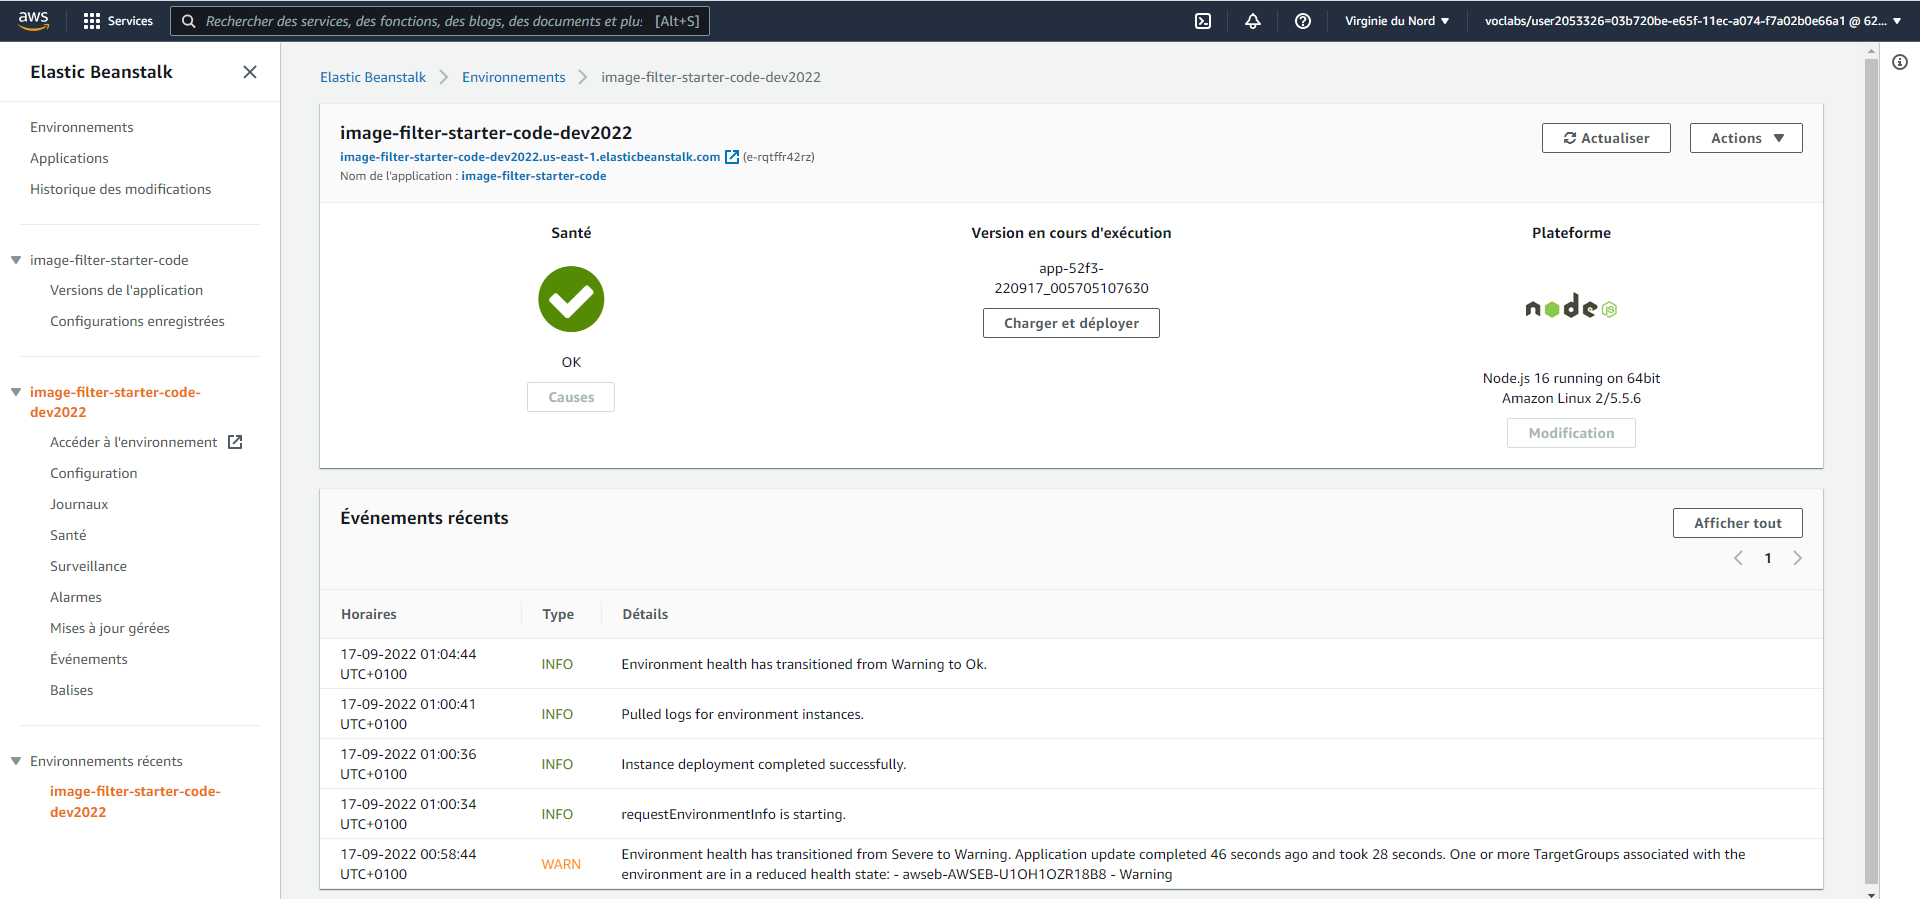 aws
Services
Rechercher des services, des fonctions, des blogs, des documents et plus [Alt+S]
Virginie du Nord
voclabs/user2053326=03b720be-e65f-11ec-a074-f7a02b0e66a1 @ 62...
Elastic Beanstalk
Environnements
Applications
Historique des modifications
image-filter-starter-code
Versions de l'application
Configurations enregistrées
image-filter-starter-code-
dev2022
Accéder à l'environnement
Configuration
Journaux
Santé
Surveillance
Alarmes
Mises à jour gérées
Événements
Balises
Environnements récents
image-filter-starter-code-
dev2022
Elastic Beanstalk
Environnements
image-filter-starter-code-dev2022
image-filter-starter-code-dev2022
image-filter-starter-code-dev2022.us-east-1.elasticbeanstalk.com (e-rqtffr42rz)
Nom de l'application : image-filter-starter-code
Actualiser
Actions
Santé
OK
Causes
Version en cours d'exécution
app-52f3-
220917_005705107630
Charger et déployer
Plateforme
node JS
Node.js 16 running on 64bit
Amazon Linux 2/5.5.6
Modification
Événements récents
Afficher tout
1
Horaires Type Détails
17-09-2022 01:04:44
UTC+0100
INFO
Environment health has transitioned from Warning to Ok.
17-09-2022 01:00:41
UTC+0100
INFO
Pulled logs for environment instances.
17-09-2022 01:00:36
UTC+0100
INFO
Instance deployment completed successfully.
17-09-2022 01:00:34
UTC+0100
INFO
requestEnvironmentInfo is starting.
17-09-2022 00:58:44
UTC+0100
WARN
Environment health has transitioned from Severe to Warning. Application update completed 46 seconds ago and took 28 seconds. One or more TargetGroups associated with the
environment are in a reduced health state: - awseb-AWSEB-U1OH1OZR18B8 - Warning